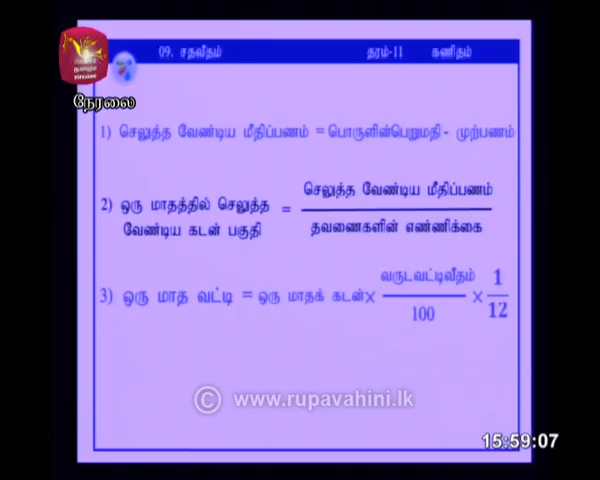 09. சதவீதம் தரம்-11 கணிதம்
நேரலை
1) செலுத்த வேண்டிய மீதிப்பணம் = பொருளின்பெறுமதி - முற்பணம்
2) ஒரு மாதத்தில் செலுத்த வேண்டிய கடன் பகுதி = செலுத்த வேண்டிய மீதிப்பணம் / தவணைகளின் எண்ணிக்கை
3) ஒரு மாத வட்டி = ஒரு மாதக் கடன் × வருடவட்டிவீதம் / 100 × 1 / 12
© www.rupavahini.lk
15:59:07